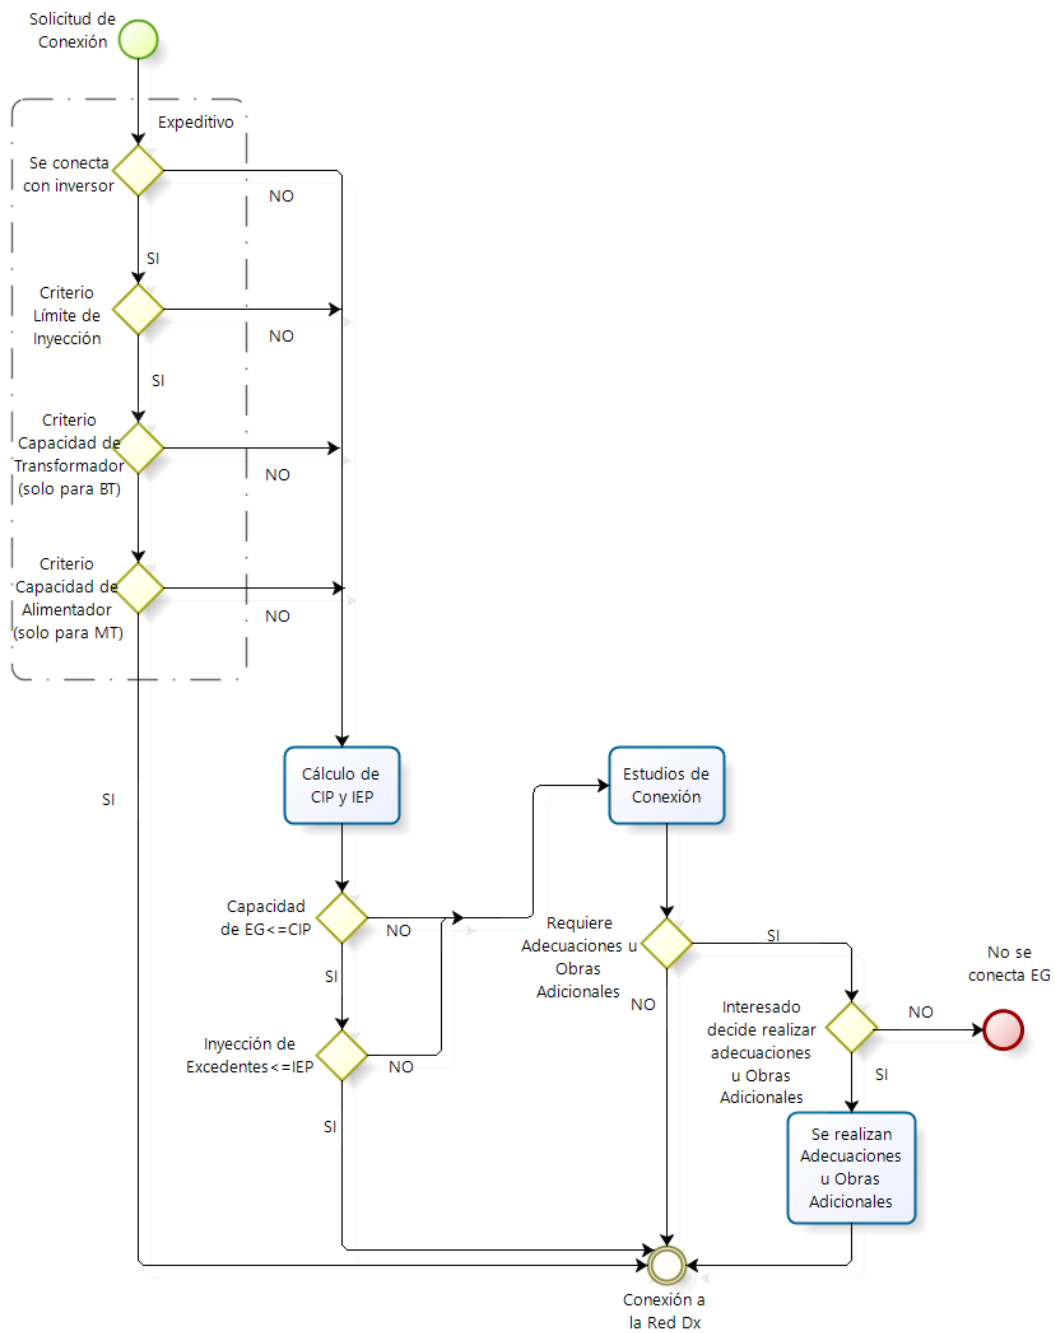 Solicitud de
Conexión
Expeditivo
Se conecta
con inversor
NO
SI
Criterio
Límite de
Inyección
NO
SI
Criterio
Capacidad de
Transformador
(solo para BT)
NO
Criterio
Capacidad de
Alimentador
(solo para MT)
NO
SI
Cálculo de
CIP y IEP
Estudios de
Conexión
Capacidad
de EG<=CIP
NO
SI
Requiere
Adecuaciones u
Obras
Adicionales
SI
NO
No se
conecta EG
Interesado
decide realizar
adecuaciones
u Obras
Adicionales
NO
SI
Inyección de
Excedentes<=IEP
NO
SI
Se realizan
Adecuaciones
u Obras
Adicionales
Conexión a
la Red Dx